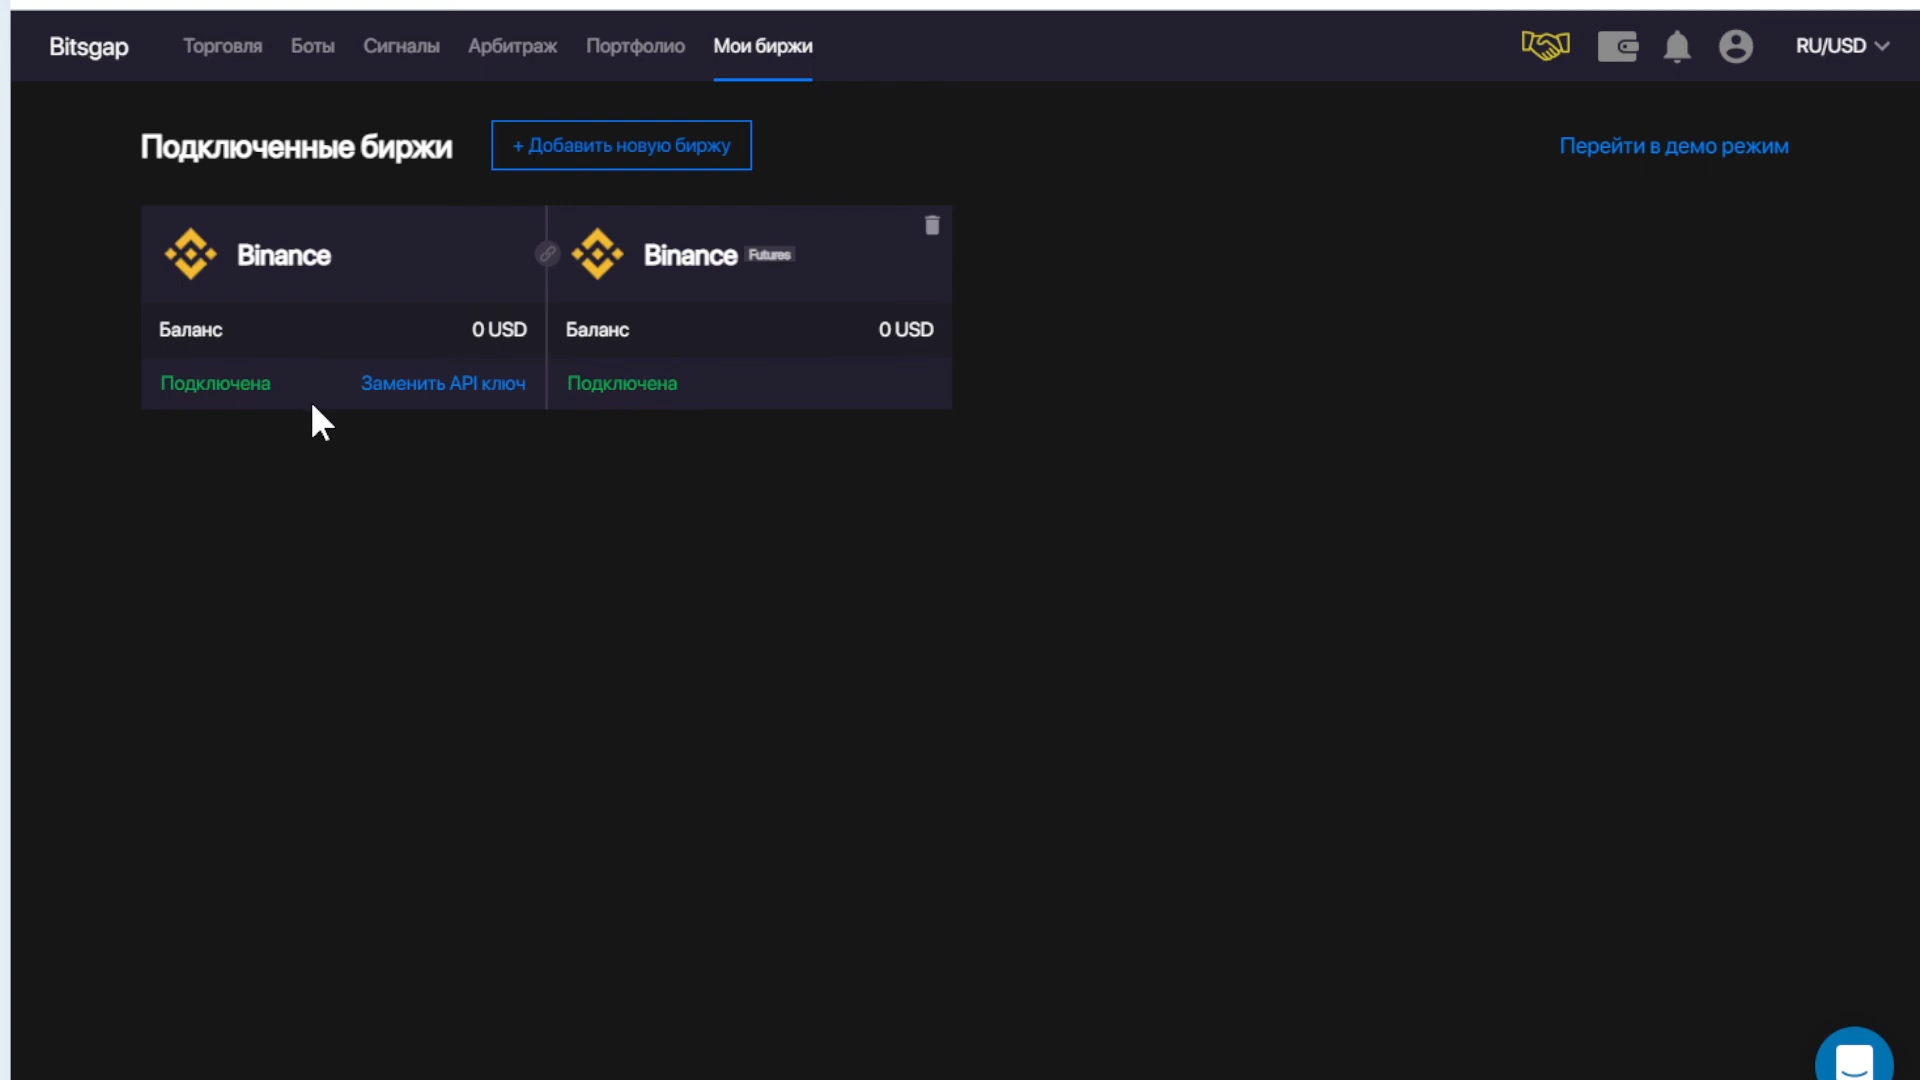 Bitsgap Торговля Боты Сигналы Арбитраж Портфолио Мои биржи RU/USD
Подключенные биржи + Добавить новую биржу Перейти в демо режим
Binance Binance Futures
Баланс 0 USD Баланс 0 USD
Подключена Заменить API ключ Подключена